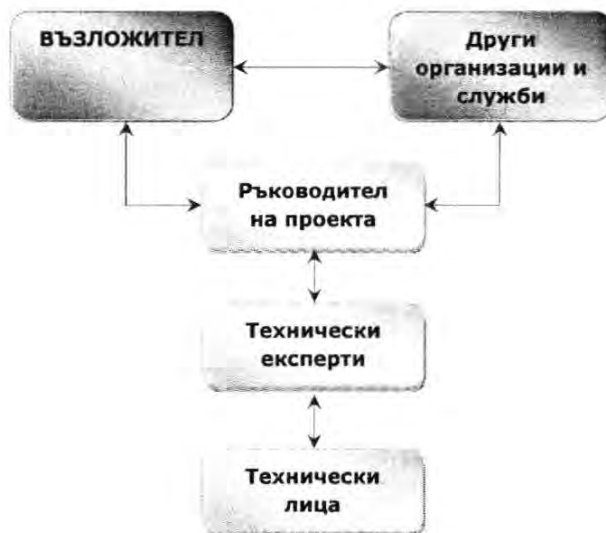 ВЪЗЛОЖИТЕЛ
Други
организации и
служби
Ръководител
на проекта
Технически
експерти
Технически
лица